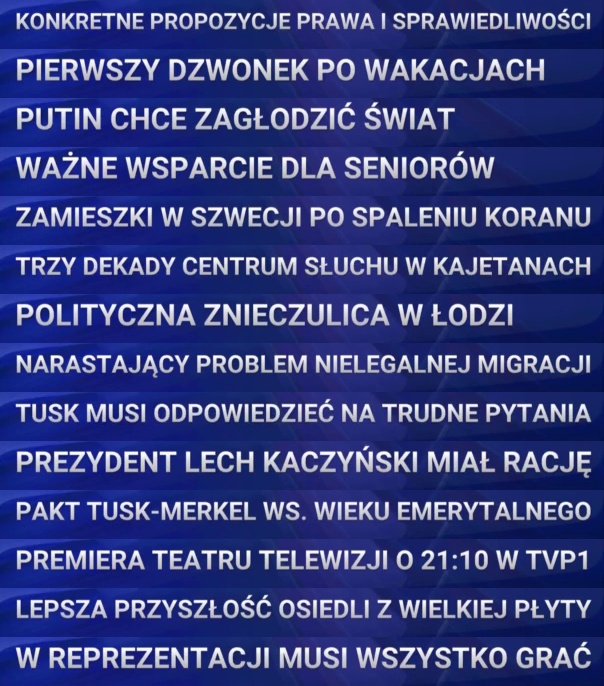 KONKRETNE PROPOZYCJE PRAWA I SPRAWIEDLIWOŚCI
PIERWSZY DZWONEK PO WAKACJACH
PUTIN CHCE ZAGŁODZIĆ ŚWIAT
WAŻNE WSPARCIE DLA SENIORÓW
ZAMIESZKI W SZWECJI PO SPALENIU KORANU
TRZY DEKADY CENTRUM SŁUCHU W KAJETANACH
POLITYCZNA ZNIECZULICA W ŁODZI
NARASTAJĄCY PROBLEM NIELEGALNEJ MIGRACJI
TUSK MUSI ODPOWIEDZIEĆ NA TRUDNE PYTANIA
PREZYDENT LECH KACZYŃSKI MIAŁ RACJĘ
PAKT TUSK-MERKEL WS. WIEKU EMERYTALNEGO
PREMIERA TEATRU TELEWIZJI O 21:10 W TVP1
LEPSZA PRZYSZŁOŚĆ OSIEDLI Z WIELKIEJ PŁYTY
W REPREZENTACJI MUSI WSZYSTKO GRAĆ